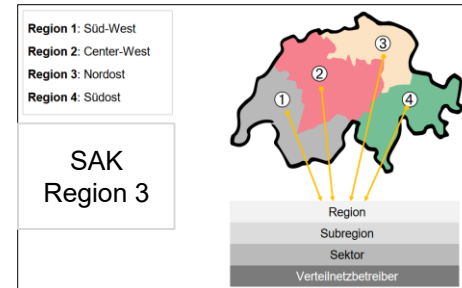 Region 1: Süd-West
Region 2: Center-West
Region 3: Nordost
Region 4: Südost
SAK
Region 3
3
2
1
4
Region
Subregion
Sektor
Verteilnetzbetreiber